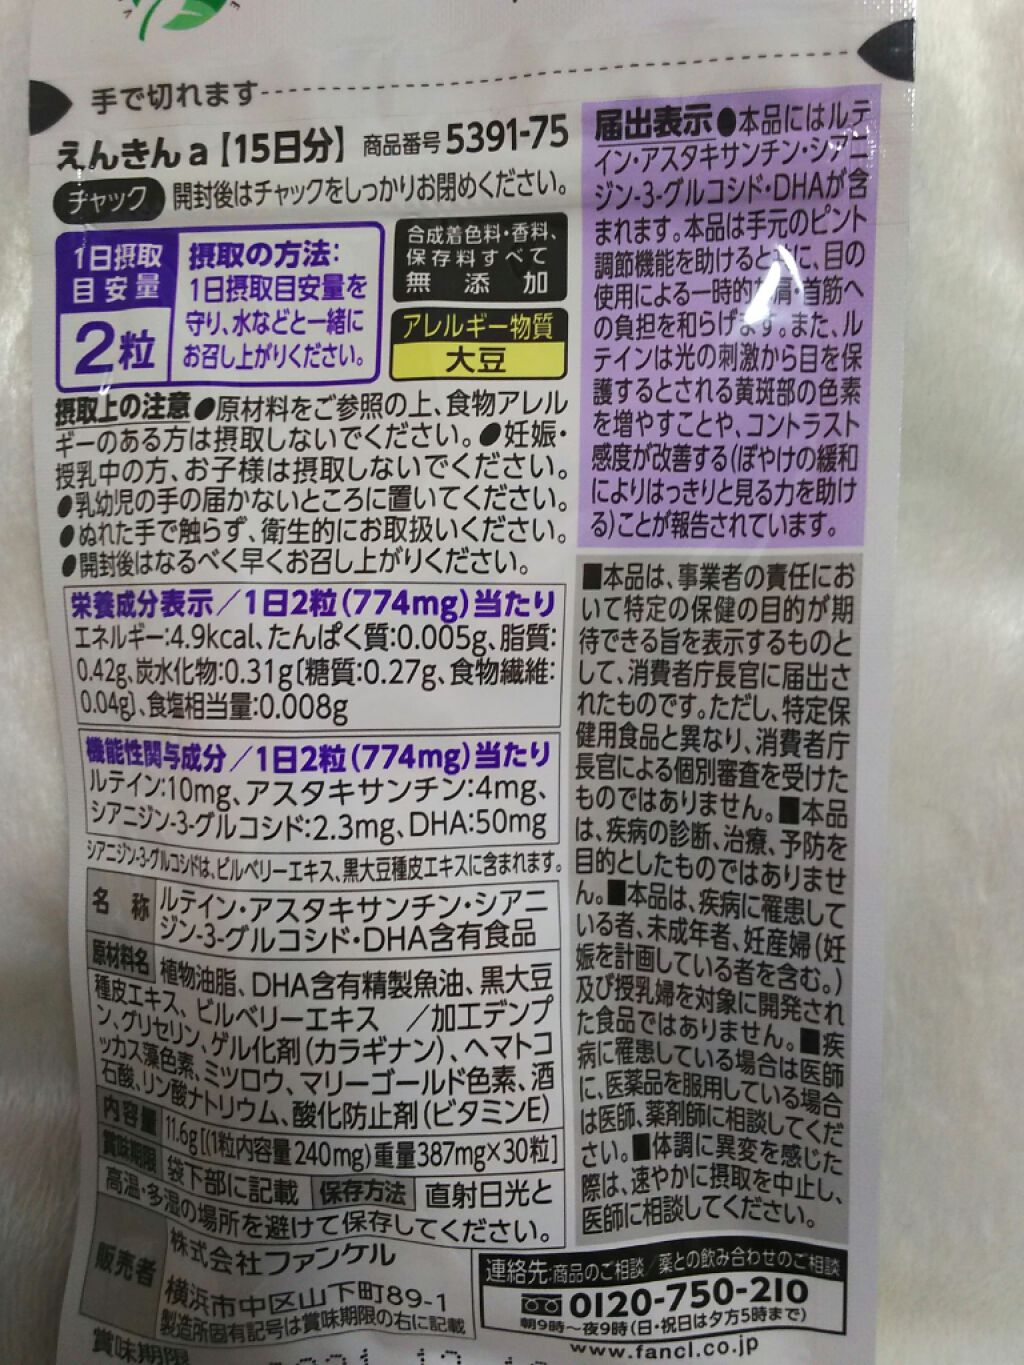 手で切れます
えんきん a【15日分】 商品番号 5391-75
チャック 開封後はチャックをしっかりお閉めください。
1日摂取
目安量
2粒
摂取の方法:
1日摂取目安量を
守り、水などと一緒に
お召し上がりください。
合成着色料・香料、
保存料すべて
無添加
アレルギー物質
大豆
摂取上の注意●原材料をご参照の上、食物アレル
ギーのある方は摂取しないでください。●妊娠・
授乳中の方、お子様は摂取しないでください。
●乳幼児の手の届かないところに置いてください。
●ぬれた手で触らず、衛生的にお取扱いください。
●開封後はなるべく早くお召し上がりください。
栄養成分表示/1日2粒(774mg)当たり
エネルギー:4.9kcal、たんぱく質:0.005g、脂質:
0.42g、炭水化物:0.31g〔糖質:0.27g、食物繊維:
0.04g〕、食塩相当量:0.008g
機能性関与成分/1日2粒(774mg)当たり
ルテイン:10mg、アスタキサンチン:4mg、
シアニジン-3-グルコシド:2.3mg、DHA:50mg
シアニジン-3-グルコシドは、ビルベリーエキス、黒大豆種皮エキスに含まれます。
名称 ルテイン・アスタキサンチン・シアニ
ジン-3-グルコシド・DHA含有食品
原材料名 植物油脂、DHA含有精製魚油、黒大豆
種皮エキス、ビルベリーエキス /加工デンプ
ン、グリセリン、ゲル化剤(カラギナン)、ヘマトコ
ッカス藻色素、ミツロウ、マリーゴールド色素、酒
石酸、リン酸ナトリウム、酸化防止剤(ビタミンE)
内容量 11.6g[(1粒内容量240mg)重量387mg×30粒]
賞味期限 袋下部に記載 保存方法 直射日光と
高温・多湿の場所を避けて保存してください。
販売者 株式会社ファンケル
横浜市中区山下町89-1
製造所固有記号は賞味期限の右に記載
賞味期限
届出表示●本品にはルテ
イン・アスタキサンチン・シアニ
ジン-3-グルコシド・DHAが含
まれます。本品は手元のピント
調節機能を助けるとともに、目の
使用による一時的な肩・首筋へ
の負担を和らげます。また、ル
テインは光の刺激から目を保
護するとされる黄斑部の色素
を増やすことや、コントラスト
感度が改善する(ぼやけの緩和
によりはっきりと見る力を助け
る)ことが報告されています。
■本品は、事業者の責任にお
いて特定の保健の目的が期
待できる旨を表示するものと
して、消費者庁長官に届出さ
れたものです。ただし、特定保
健用食品と異なり、消費者庁
長官による個別審査を受けた
ものではありません。■本品
は、疾病の診断、治療、予防を
目的としたものではありませ
ん。■本品は、疾病に罹患して
いる者、未成年者、妊産婦(妊
娠を計画している者を含む。)
及び授乳婦を対象に開発され
た食品ではありません。■疾
病に罹患している場合は医師
に、医薬品を服用している場合
は医師、薬剤師に相談してくだ
さい。■体調に異変を感じた
際は、速やかに摂取を中止し、
医師に相談してください。
連絡先:商品のご相談/薬との飲み合わせのご相談
0120-750-210
朝9時〜夜9時(日・祝日は夕方5時まで)
www.fancl.co.jp